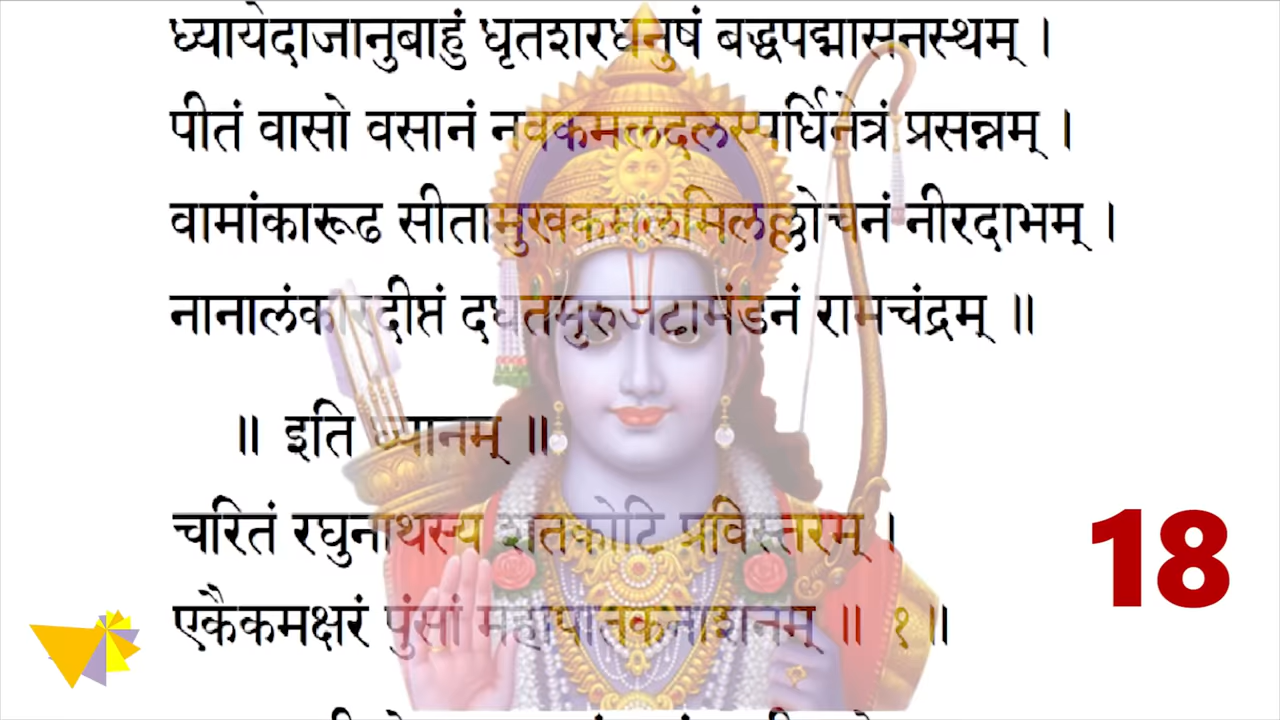 ध्यायेदाजानुबाहुं धृतशरधनुषं बद्धपद्मासनस्थम् ।
पीतं वासो वसानं नवकमलदलस्पर्धिनेत्रं प्रसन्नम् ।
वामांकारूढ सीतामुखकमलमिलल्लोचनं नीरदाभम् ।
नानालंकारदीप्तं दधतमुरुजटामंडनं रामचंद्रम् ॥
॥ इति ध्यानम् ॥
चरितं रघुनाथस्य शतकोटि प्रविस्तरम् ।
एकैकमक्षरं पुंसां महापातकनाशनम् ॥ १॥
18